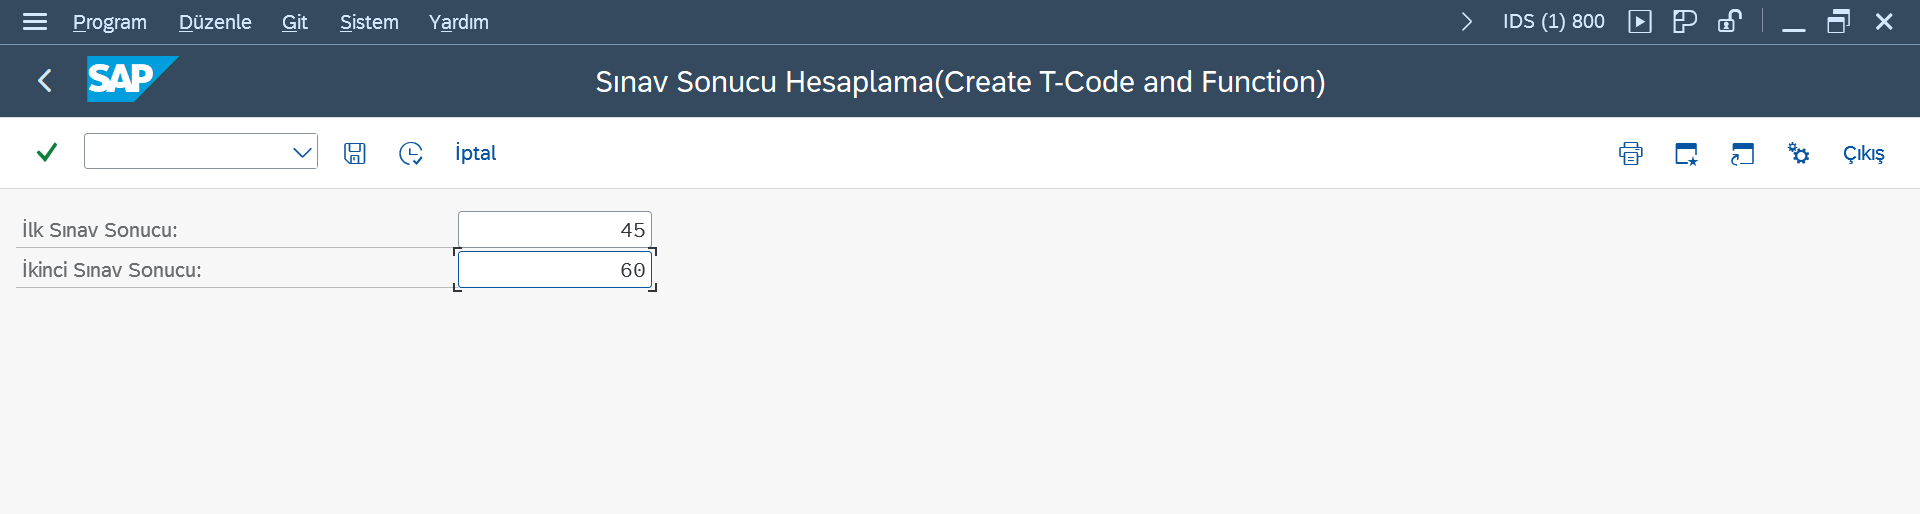 Program Düzenle Git Sistem Yardım IDS (1) 800
SAP Sınav Sonucu Hesaplama(Create T-Code and Function)
İptal Çıkış
İlk Sınav Sonucu: 45
İkinci Sınav Sonucu: 60